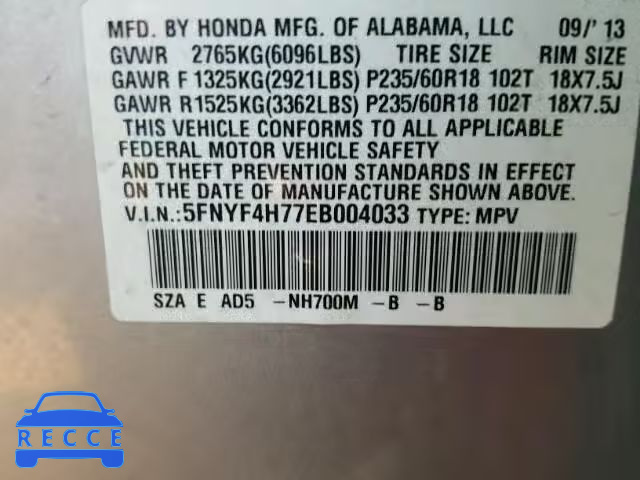 MFD. BY HONDA MFG. OF ALABAMA, LLC 09/' 13
GVWR 2765KG(6096LBS) TIRE SIZE RIM SIZE
GAWR F 1325KG(2921LBS) P235/60R18 102T 18X7.5J
GAWR R 1525KG(3362LBS) P235/60R18 102T 18X7.5J
THIS VEHICLE CONFORMS TO ALL APPLICABLE
FEDERAL MOTOR VEHICLE SAFETY
AND THEFT PREVENTION STANDARDS IN EFFECT
ON THE DATE OF MANUFACTURE SHOWN ABOVE.
V.I.N.:5FNYF4H77EB004033 TYPE: MPV
SZA E AD5 -NH700M -B -B
RECCE